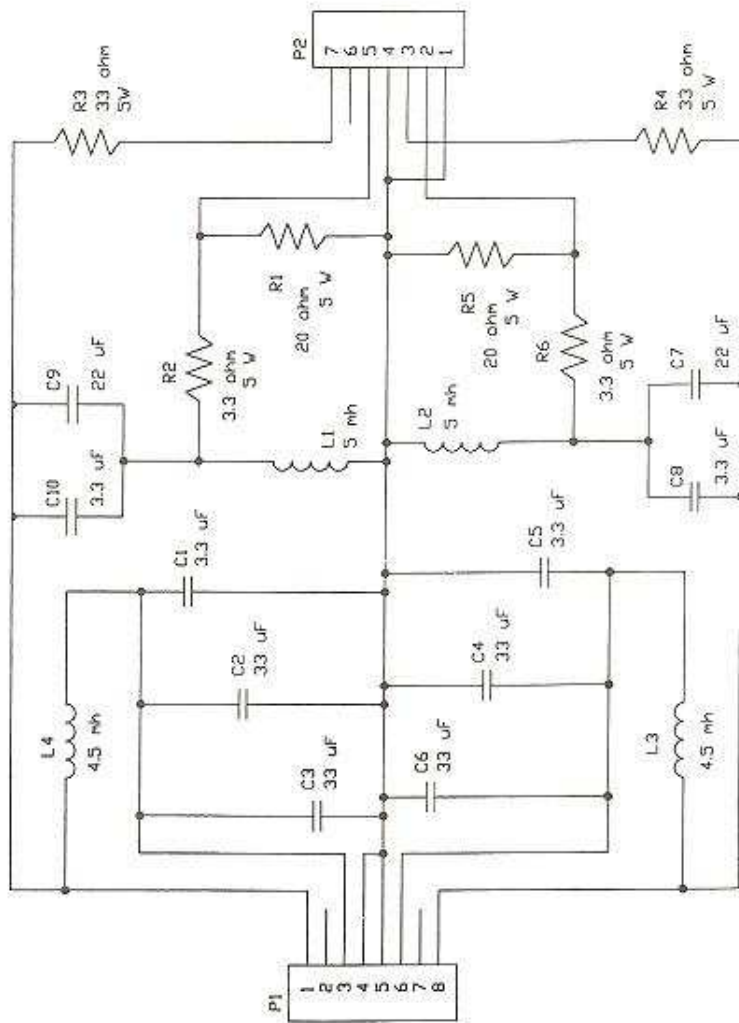 P2
7
6
5
4
3
2
1
R3
33 ohm
5W
R4
33 ohm
5 W
R1
20 ohm
5 W
R5
20 ohm
5 W
R2
3.3 ohm
5 W
R6
3.3 ohm
5 W
C9
22 uF
C10
3.3 uF
L1
5 mh
L2
5 mh
C7
22 uF
C8
3.3 uF
C1
3.3 uF
C2
33 uF
C3
33 uF
C5
3.3 uF
C4
33 uF
C6
33 uF
L4
4.5 mh
L3
4.5 mh
P1
1
2
3
4
5
6
7
8